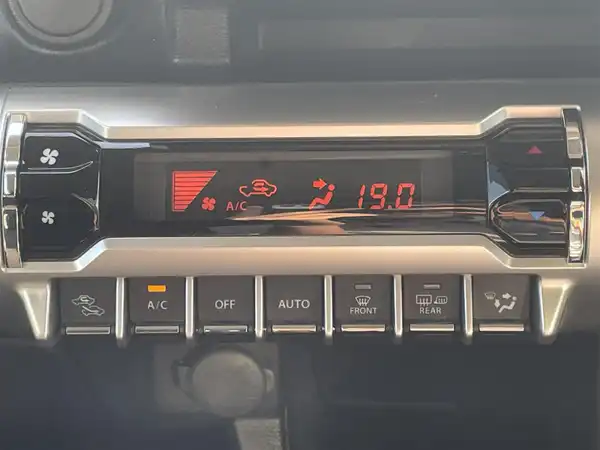 A/C 19.0
A/C OFF AUTO FRONT REAR